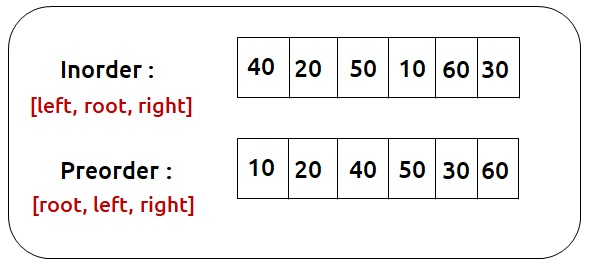 Inorder : 40 20 50 10 60 30
[left, root, right]
Preorder : 10 20 40 50 30 60
[root, left, right]